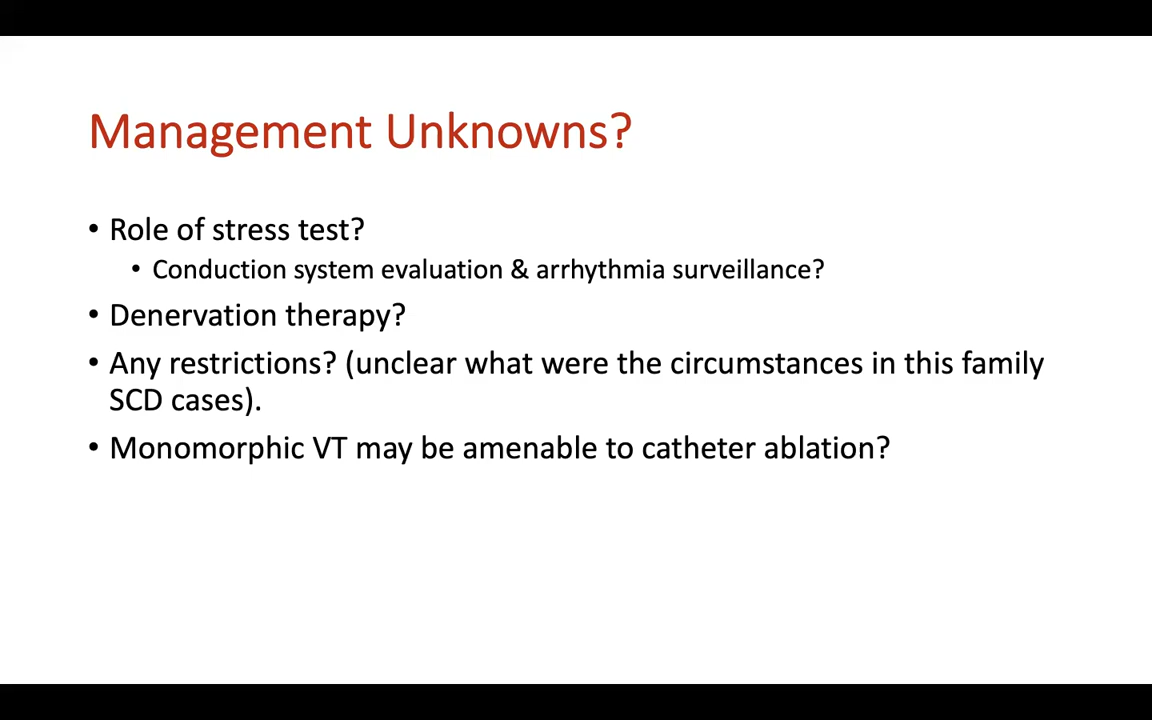 Management Unknowns?
• Role of stress test?
• Conduction system evaluation & arrhythmia surveillance?
• Denervation therapy?
• Any restrictions? (unclear what were the circumstances in this family
SCD cases).
• Monomorphic VT may be amenable to catheter ablation?